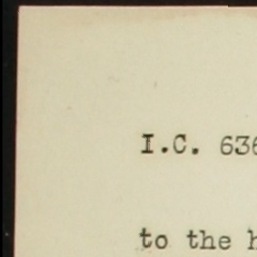 I.C. 636
to the h